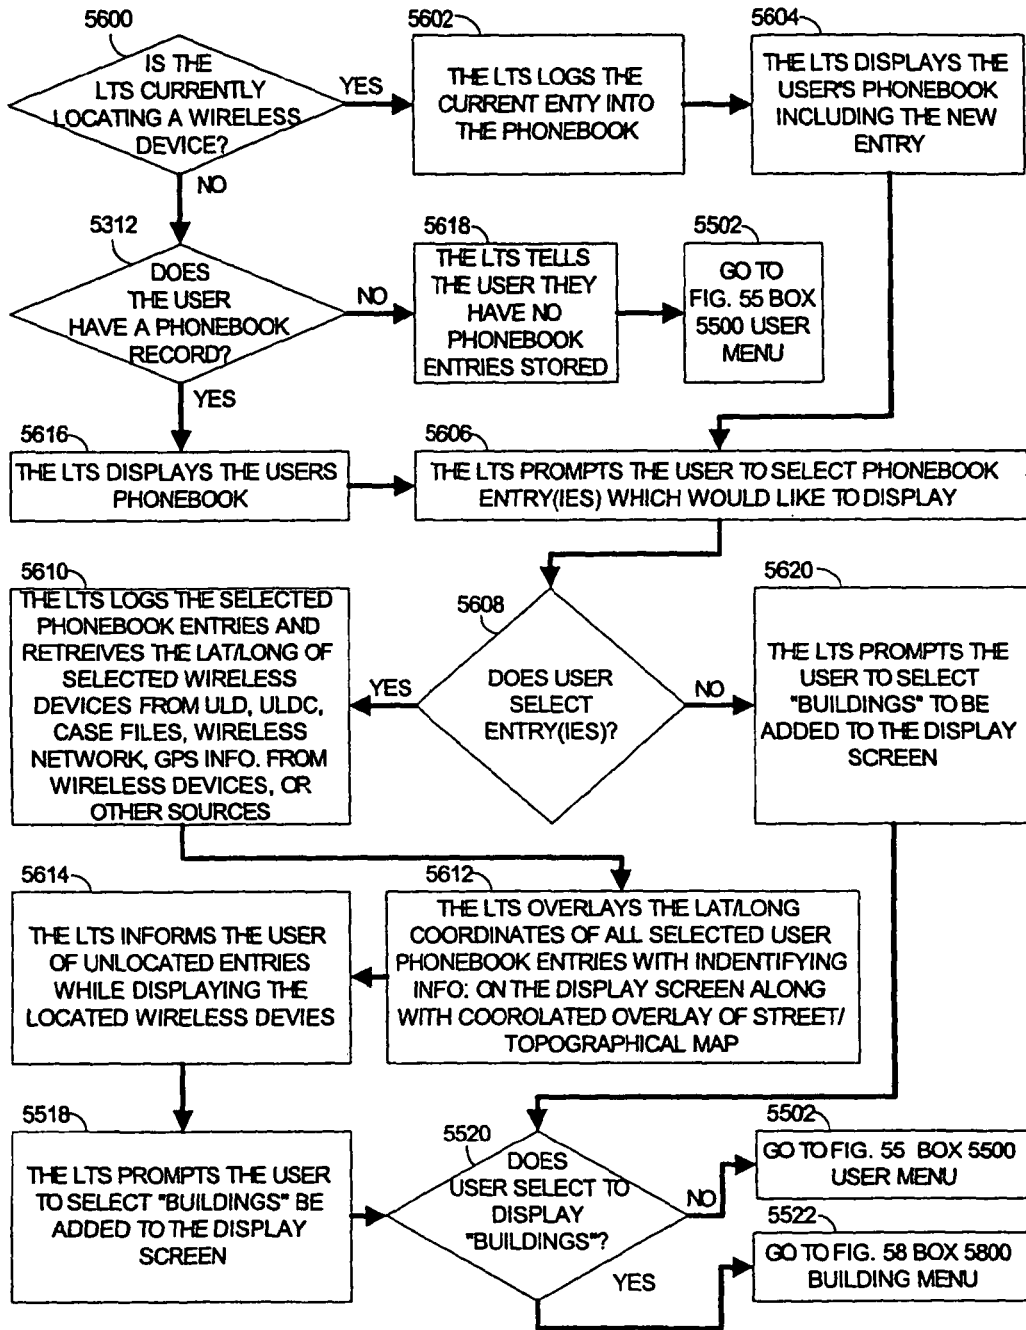 5600
IS THE
LTS CURRENTLY
LOCATING A WIRELESS
DEVICE?
YES
NO
5602
THE LTS LOGS THE
CURRENT ENTY INTO
THE PHONEBOOK
5604
THE LTS DISPLAYS THE
USER'S PHONEBOOK
INCLUDING THE NEW
ENTRY
5312
DOES
THE USER
HAVE A PHONEBOOK
RECORD?
NO
YES
5618
THE LTS TELLS
THE USER THEY
HAVE NO
PHONEBOOK
ENTRIES STORED
5502
GO TO
FIG. 55 BOX
5500 USER
MENU
5616
THE LTS DISPLAYS THE USERS
PHONEBOOK
5606
THE LTS PROMPTS THE USER TO SELECT PHONEBOOK
ENTRY(IES) WHICH WOULD LIKE TO DISPLAY
5610
THE LTS LOGS THE SELECTED
PHONEBOOK ENTRIES AND
RETREIVES THE LAT/LONG OF
SELECTED WIRELESS
DEVICES FROM ULD, ULDC,
CASE FILES, WIRELESS
NETWORK, GPS INFO. FROM
WIRELESS DEVICES, OR
OTHER SOURCES
5608
DOES USER
SELECT
ENTRY(IES)?
YES
NO
5620
THE LTS PROMPTS THE
USER TO SELECT
"BUILDINGS" TO BE
ADDED TO THE DISPLAY
SCREEN
5614
THE LTS INFORMS THE USER
OF UNLOCATED ENTRIES
WHILE DISPLAYING THE
LOCATED WIRELESS DEVIES
5612
THE LTS OVERLAYS THE LAT/LONG
COORDINATES OF ALL SELECTED USER
PHONEBOOK ENTRIES WITH INDENTIFYING
INFO: ON THE DISPLAY SCREEN ALONG
WITH COOROLATED OVERLAY OF STREET/
TOPOGRAPHICAL MAP
5518
THE LTS PROMPTS THE USER
TO SELECT "BUILDINGS" BE
ADDED TO THE DISPLAY
SCREEN
5520
DOES
USER SELECT TO
DISPLAY
"BUILDINGS"?
NO
YES
5502
GO TO FIG. 55 BOX 5500
USER MENU
5522
GO TO FIG. 58 BOX 5800
BUILDING MENU